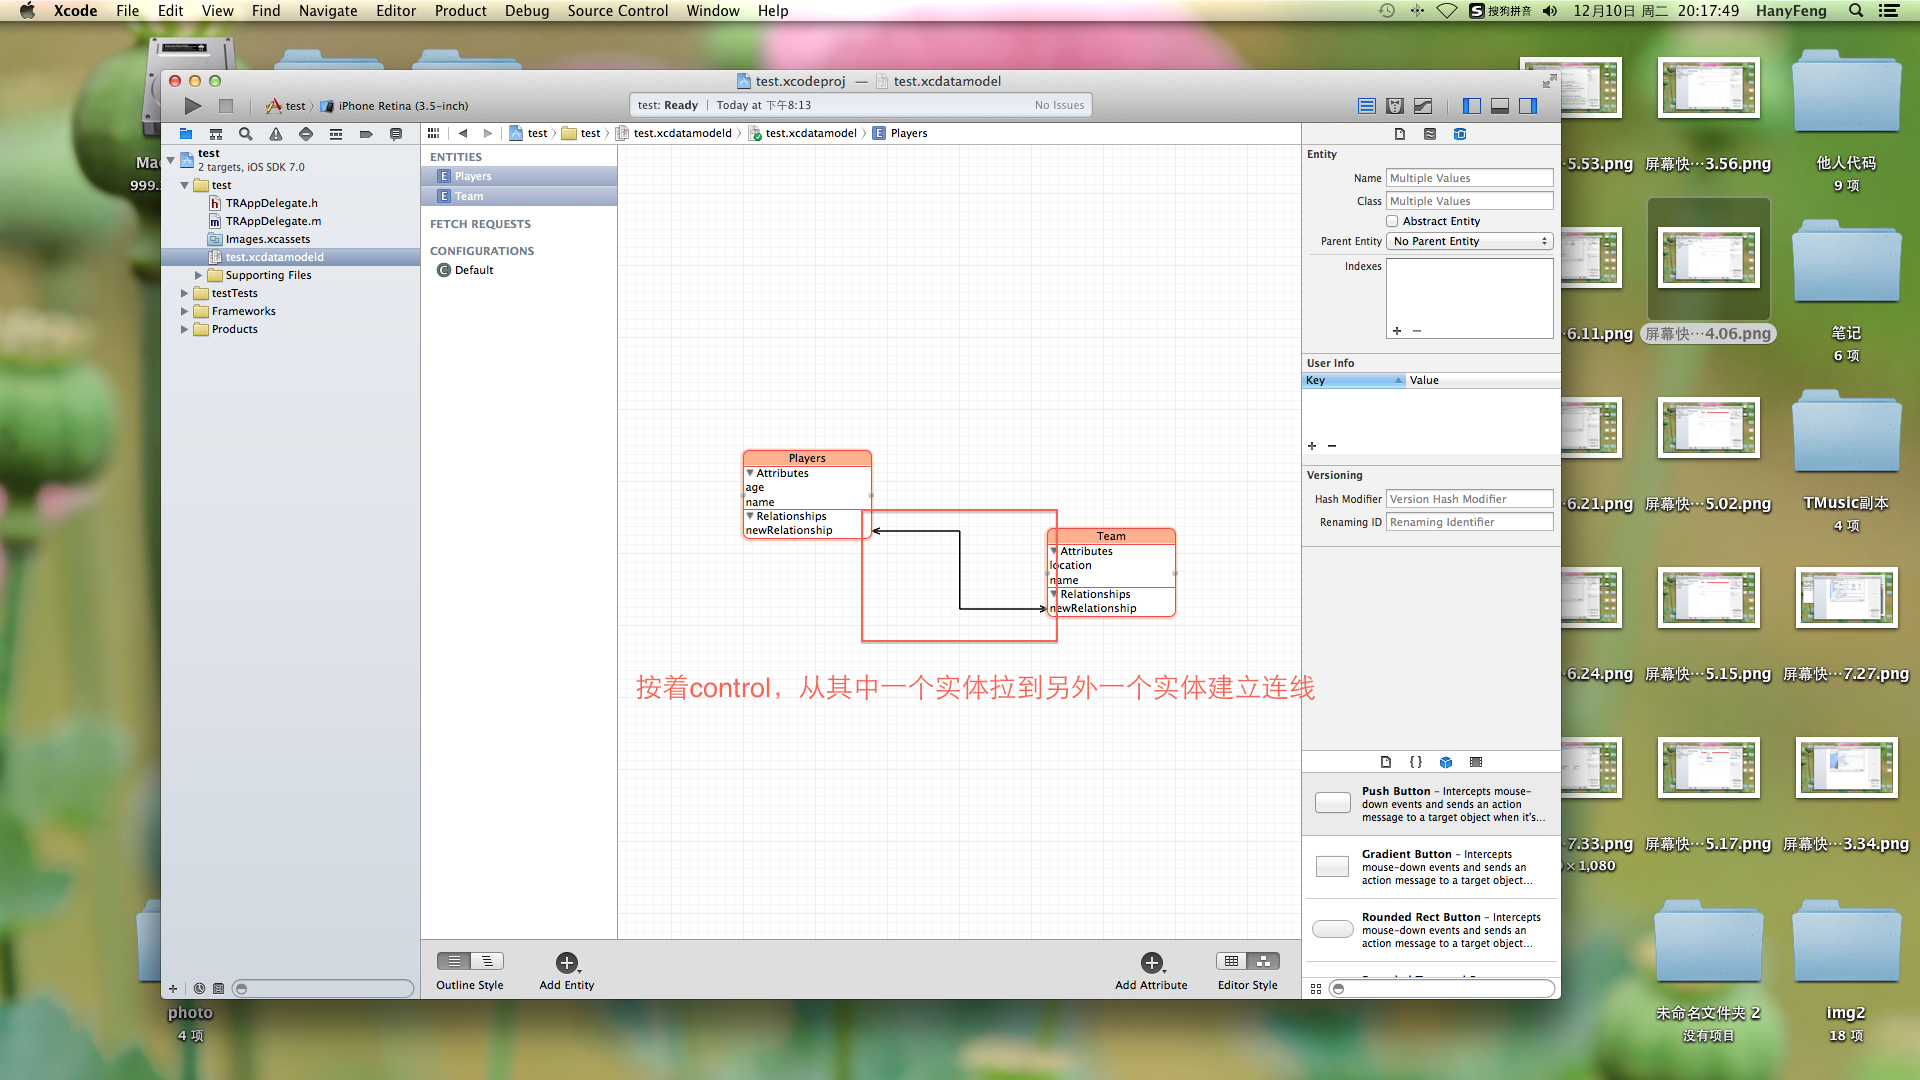 Xcode File Edit View Find Navigate Editor Product Debug Source Control Window Help
搜狗拼音 12月10日 周二 20:17:49 HanyFeng
test.xcodeproj — test.xcdatamodel
test iPhone Retina (3.5-inch)
test: Ready Today at 下午8:13 No Issues
test test test.xcdatamodeld test.xcdatamodel Players
test
2 targets, iOS SDK 7.0
test
TRAppDelegate.h
TRAppDelegate.m
Images.xcassets
test.xcdatamodeld
Supporting Files
testTests
Frameworks
Products
ENTITIES
E Players
E Team
FETCH REQUESTS
CONFIGURATIONS
C Default
Players
Attributes
age
name
Relationships
newRelationship
Team
Attributes
location
name
Relationships
newRelationship
按着control，从其中一个实体拉到另外一个实体建立连线
Outline Style
Add Entity
Add Attribute
Editor Style
Entity
Name Multiple Values
Class Multiple Values
Abstract Entity
Parent Entity No Parent Entity
Indexes
User Info
Key Value
Versioning
Hash Modifier Version Hash Modifier
Renaming ID Renaming Identifier
Push Button – Intercepts mouse-
down events and sends an action
message to a target object when it's...
Gradient Button – Intercepts
mouse-down events and sends an
action message to a target object...
Rounded Rect Button – Intercepts
mouse-down events and sends an
action message to a target object...
Mac
999.
photo
4 项
5.53.png 屏幕快…3.56.png 他人代码
9 项
6.11.png 屏幕快…4.06.png 笔记
6 项
6.21.png 屏幕快…5.02.png TMusic副本
4 项
6.24.png 屏幕快…5.15.png 屏幕快…7.27.png
7.33.png 屏幕快…5.17.png 屏幕快…3.34.png
× 1,080
未命名文件夹 2 img2
没有项目 18 项